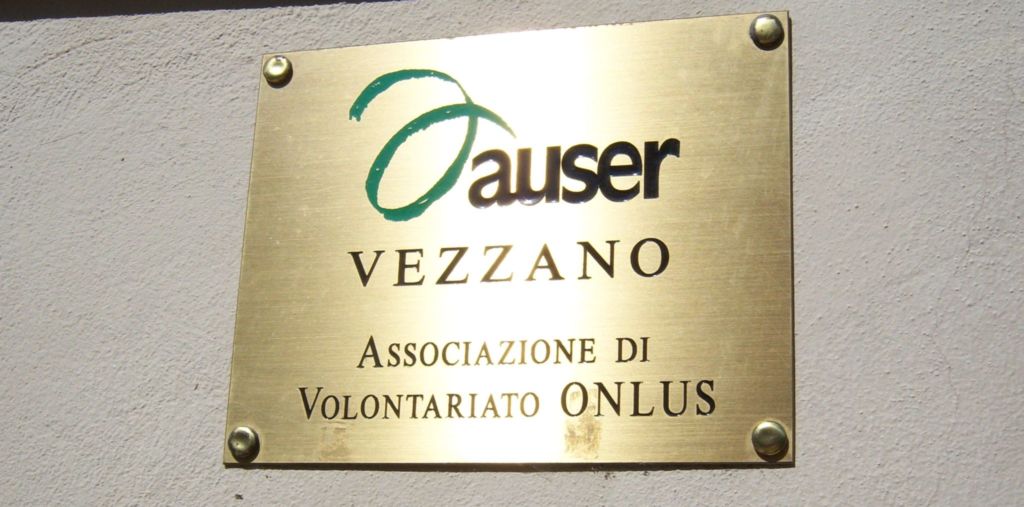 auser
VEZZANO
ASSOCIAZIONE DI
VOLONTARIATO ONLUS